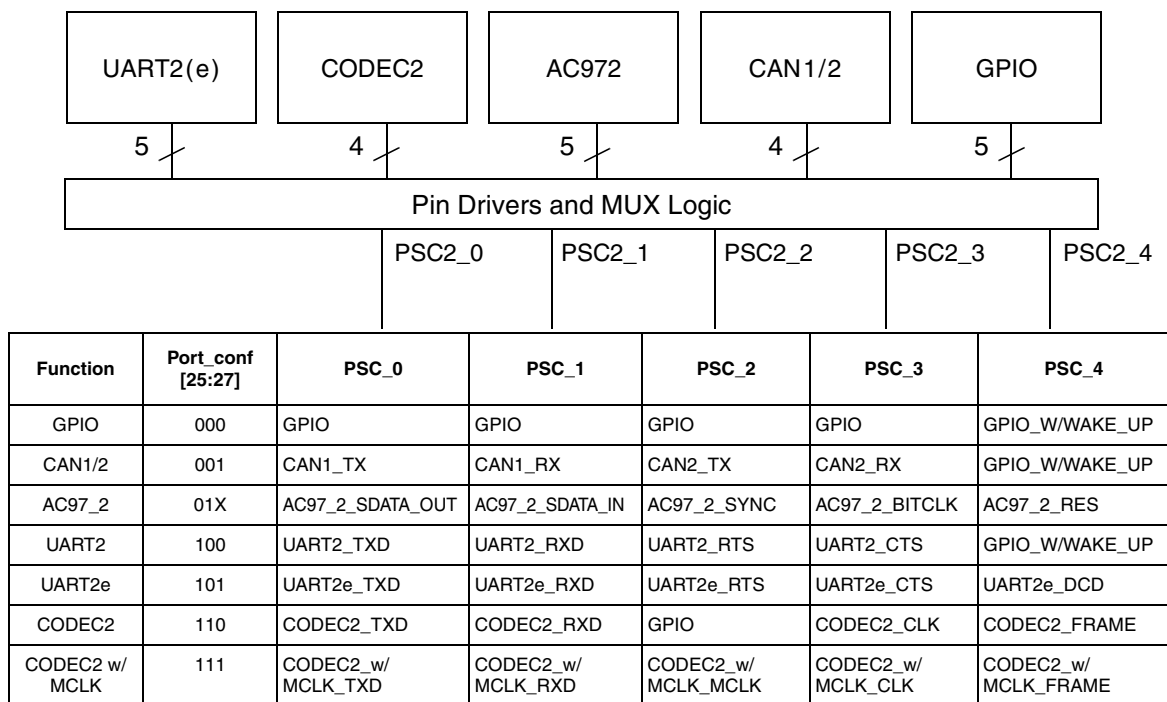 UART2(e) CODEC2 AC972 CAN1/2 GPIO
5 4 5 4 5
Pin Drivers and MUX Logic
PSC2_0 PSC2_1 PSC2_2 PSC2_3 PSC2_4
Function Port_conf [25:27] PSC_0 PSC_1 PSC_2 PSC_3 PSC_4
GPIO 000 GPIO GPIO GPIO GPIO GPIO_W/WAKE_UP
CAN1/2 001 CAN1_TX CAN1_RX CAN2_TX CAN2_RX GPIO_W/WAKE_UP
AC97_2 01X AC97_2_SDATA_OUT AC97_2_SDATA_IN AC97_2_SYNC AC97_2_BITCLK AC97_2_RES
UART2 100 UART2_TXD UART2_RXD UART2_RTS UART2_CTS GPIO_W/WAKE_UP
UART2e 101 UART2e_TXD UART2e_RXD UART2e_RTS UART2e_CTS UART2e_DCD
CODEC2 110 CODEC2_TXD CODEC2_RXD GPIO CODEC2_CLK CODEC2_FRAME
CODEC2 w/ 111 CODEC2_w/ CODEC2_w/ CODEC2_w/ CODEC2_w/ CODEC2_w/
MCLK MCLK_TXD MCLK_RXD MCLK_MCLK MCLK_CLK MCLK_FRAME